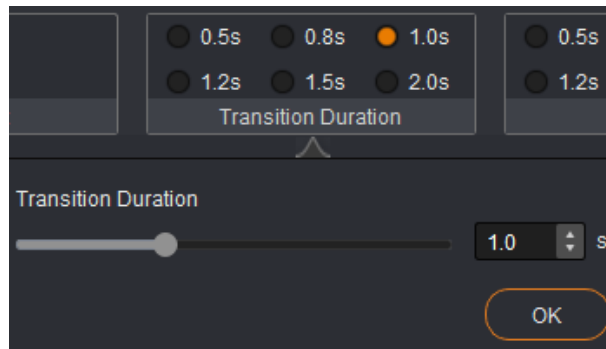 0.5s 0.8s 1.0s 0.5s
1.2s 1.5s 2.0s 1.2s
Transition Duration
Transition Duration
1.0 s
OK